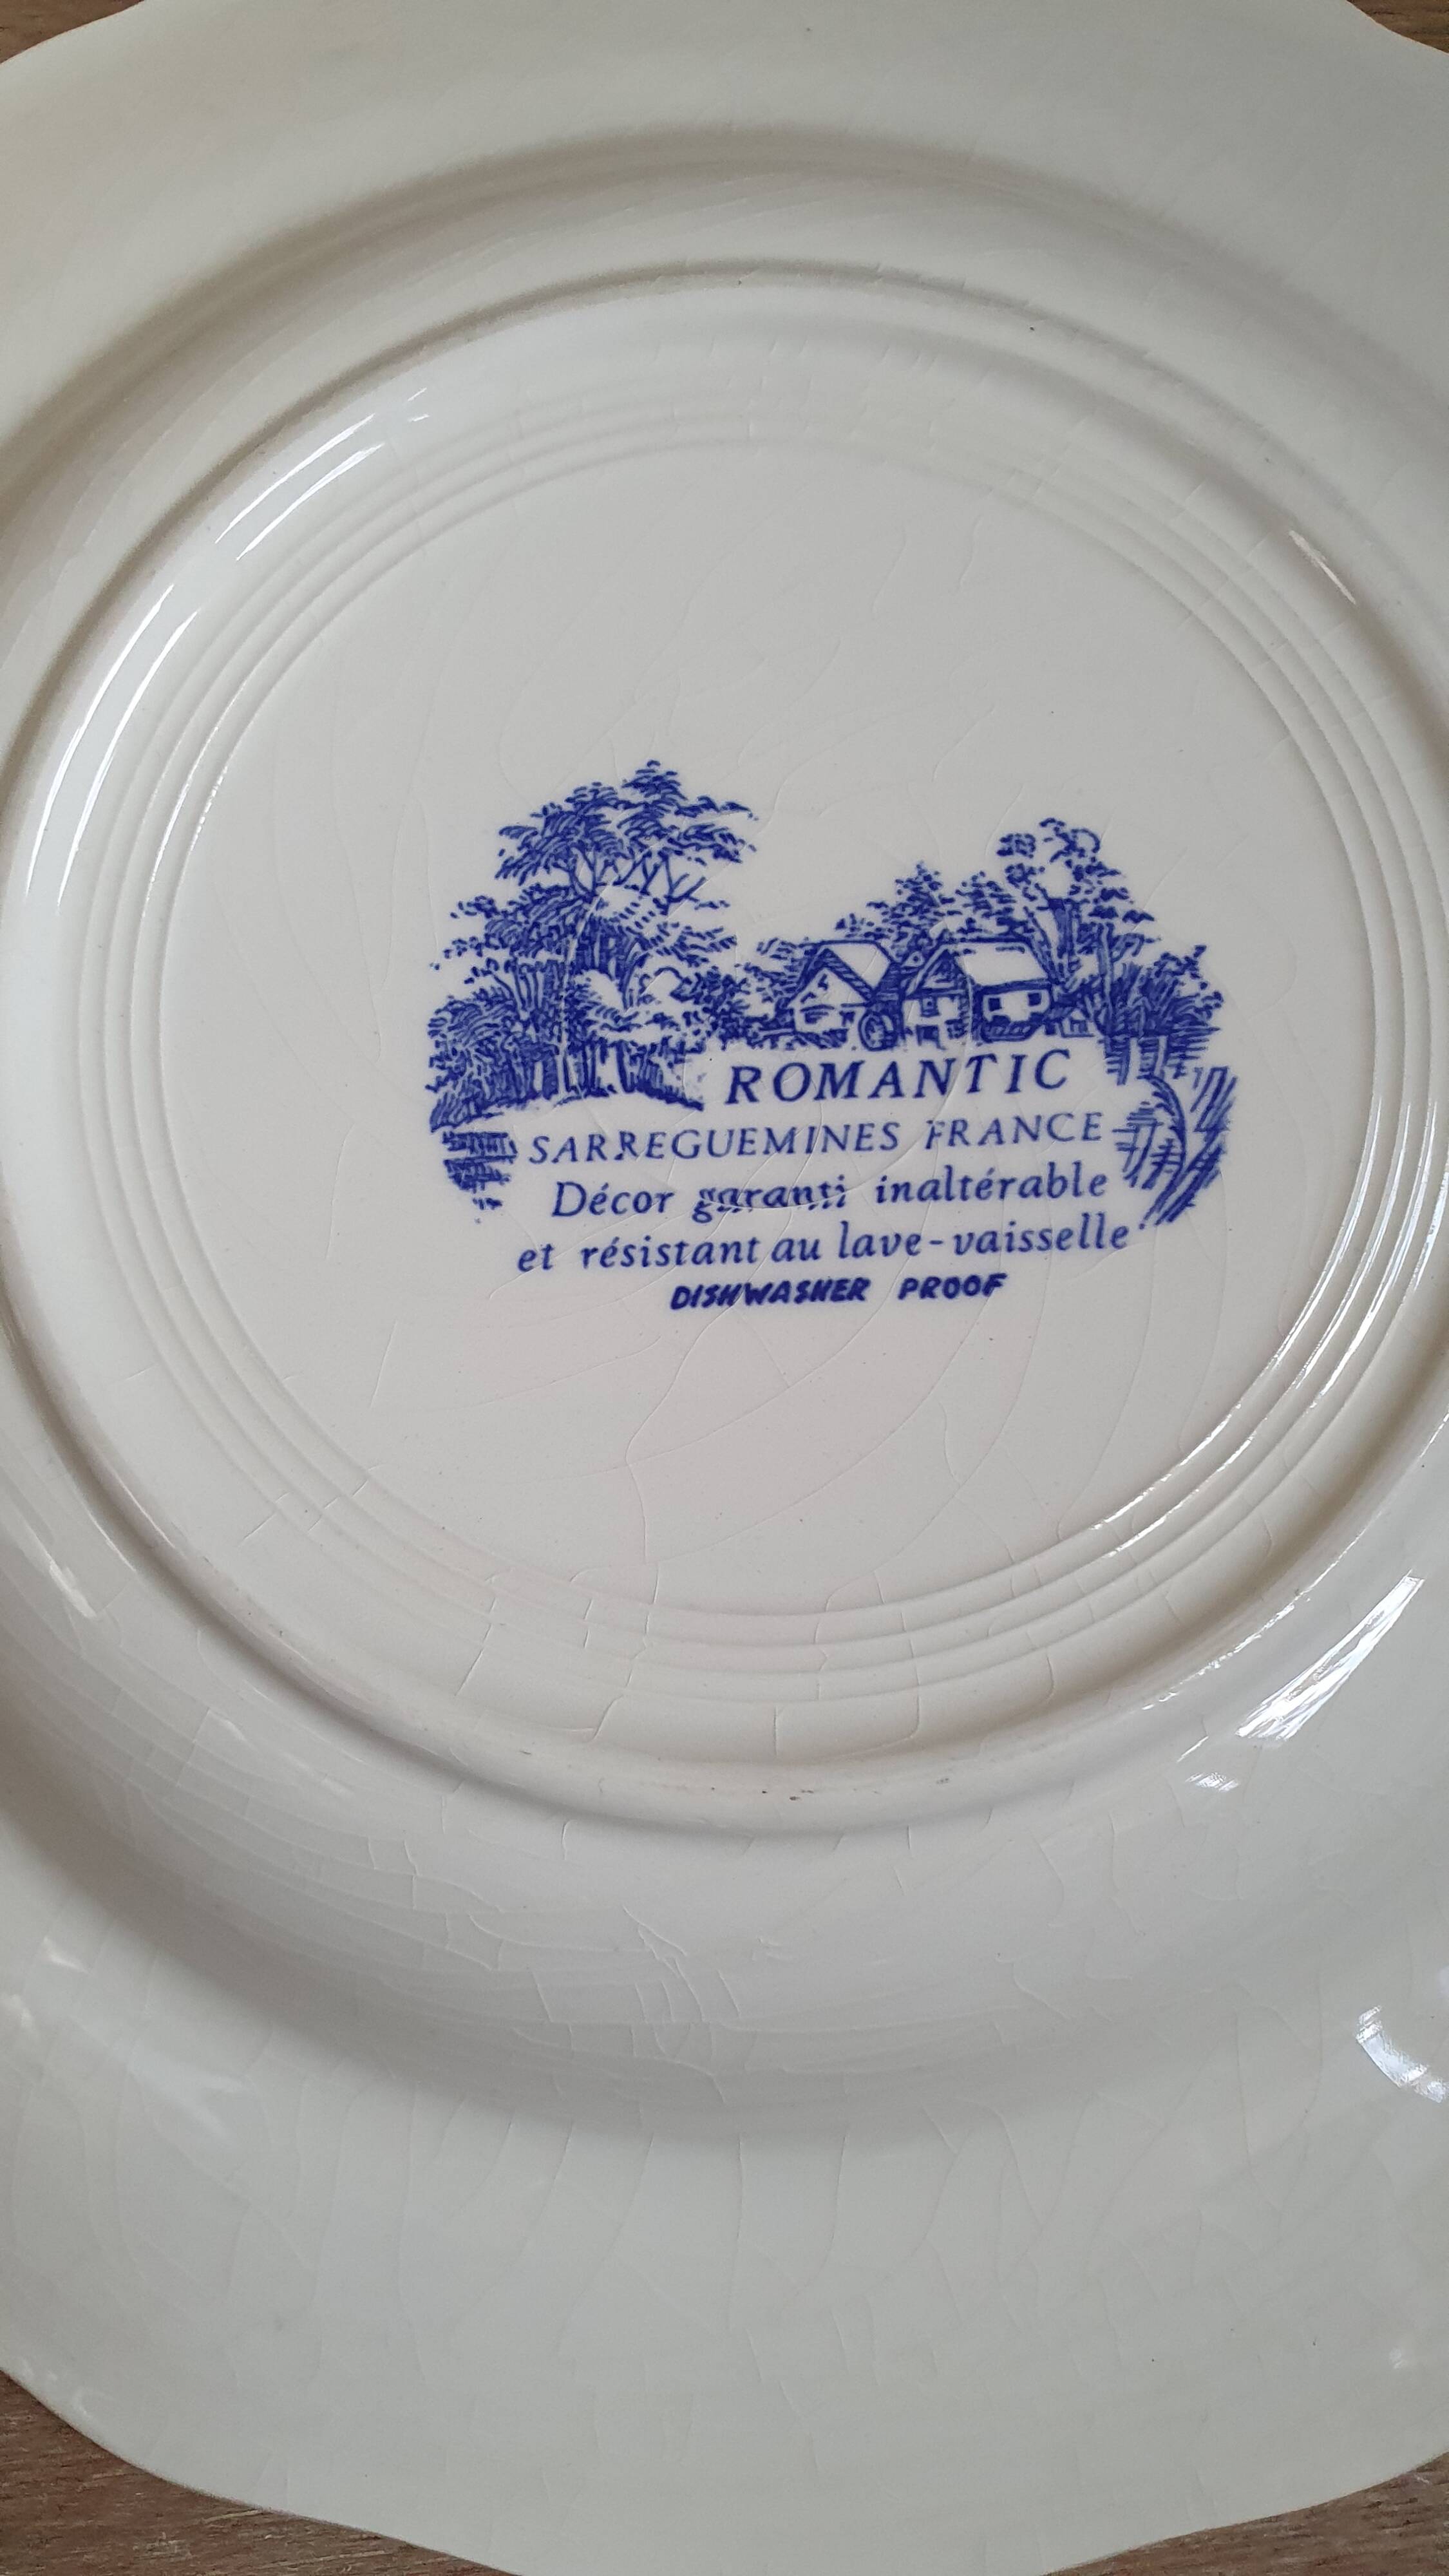 ROMANTIC
SARREGUEMINES FRANCE
Décor garanti inaltérable
et résistant au lave-vaisselle
DISHWASHER PROOF